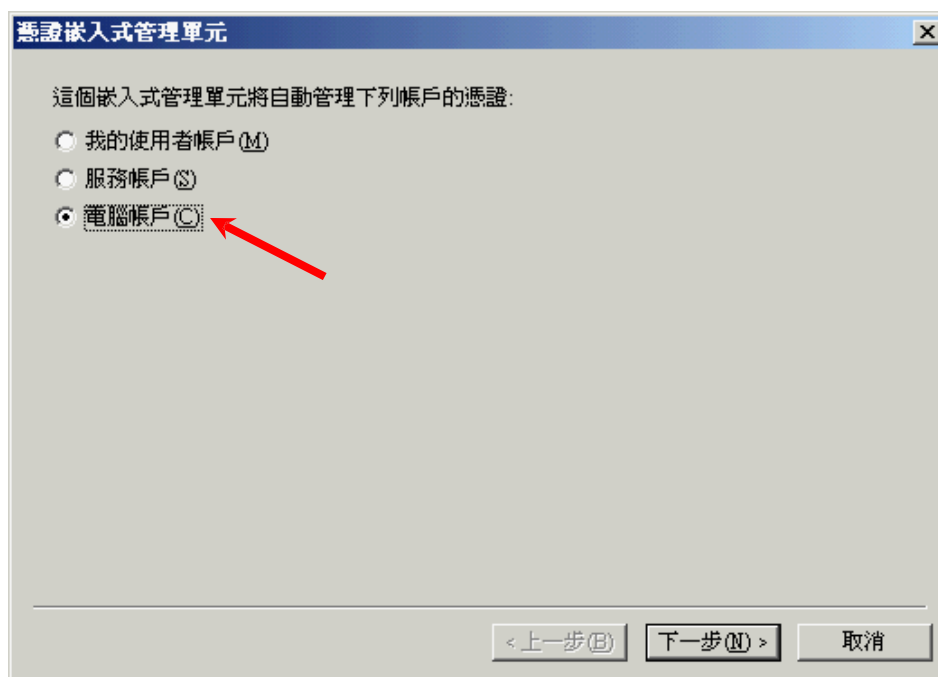 憑證嵌入式管理單元
這個嵌入式管理單元將自動管理下列帳戶的憑證:
我的使用者帳戶(M)
服務帳戶(S)
電腦帳戶(C)
<上一步(B) 下一步(N) > 取消